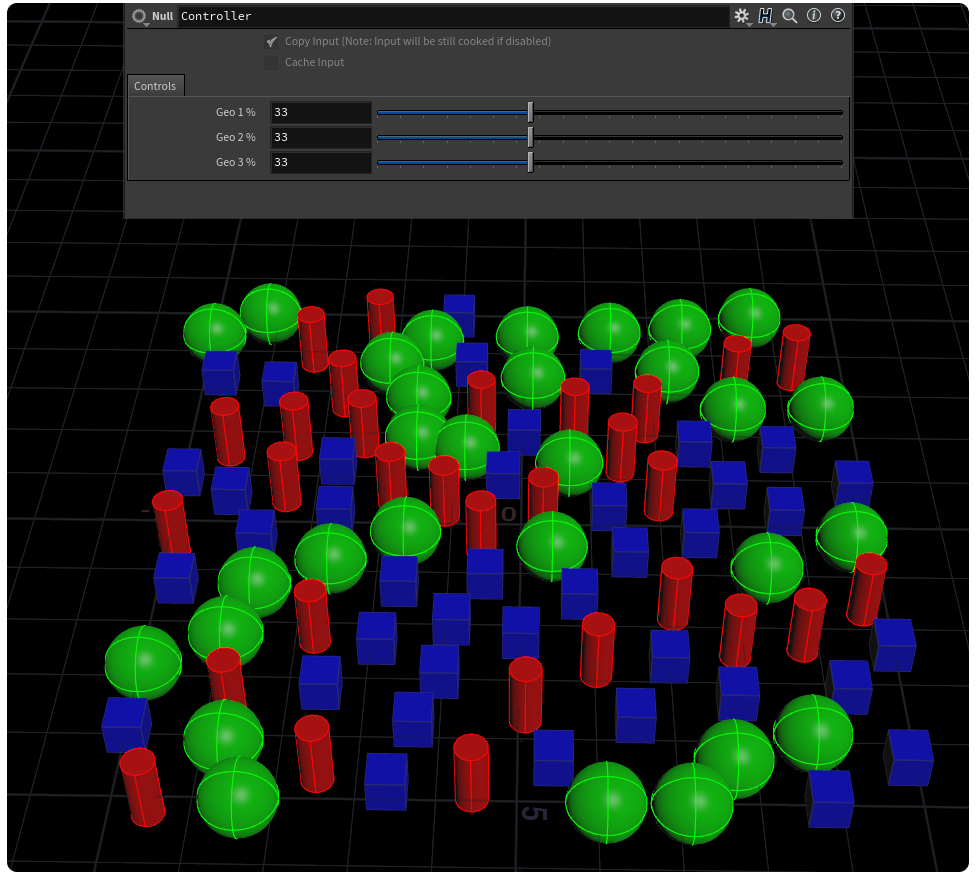 Null Controller
Copy Input (Note: Input will be still cooked if disabled)
Cache Input
Controls
Geo 1 % 33
Geo 2 % 33
Geo 3 % 33
0
5